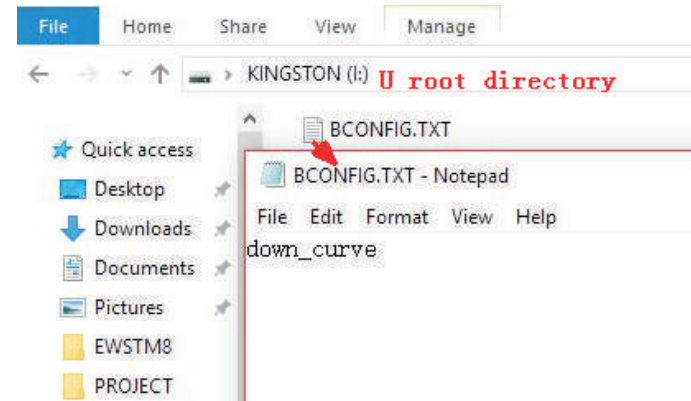 File Home Share View Manage
KINGSTON (I:) U root directory
BCONFIG.TXT
Quick access
BCONFIG.TXT - Notepad
Desktop
File Edit Format View Help
Downloads
down_curve
Documents
Pictures
EWSTM8
PROJECT